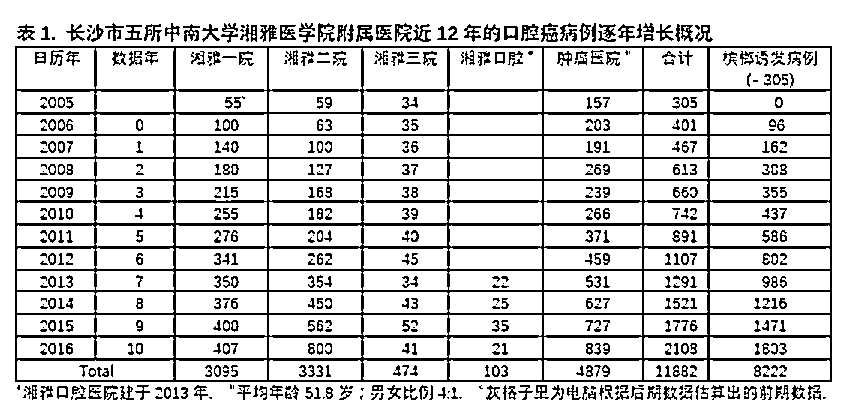 表 1. 长沙市五所中南大学湘雅医学院附属医院近 12 年的口腔癌病例逐年增长概况
日历年 数据年 湘雅一院 湘雅二院 湘雅三院 湘雅口腔* 肿瘤医院" 合计 槟榔诱发病例
(- 305)
2005 55` 59 34 157 305 0
2006 0 100 63 35 203 401 96
2007 1 140 100 36 191 467 162
2008 2 180 127 37 269 613 308
2009 3 215 168 38 239 660 355
2010 4 255 182 39 266 742 437
2011 5 276 204 40 371 891 586
2012 6 341 262 45 459 1107 802
2013 7 350 354 34 22 531 1291 986
2014 8 376 450 43 25 627 1521 1216
2015 9 400 562 52 35 727 1776 1471
2016 10 407 800 41 21 839 2108 1803
Total 3095 3331 474 103 4879 11882 8222
*湘雅口腔医院建于 2013 年. "平均年龄 51.8 岁；男女比例 4:1. `灰格子里为电脑根据后期数据估算出的前期数据.